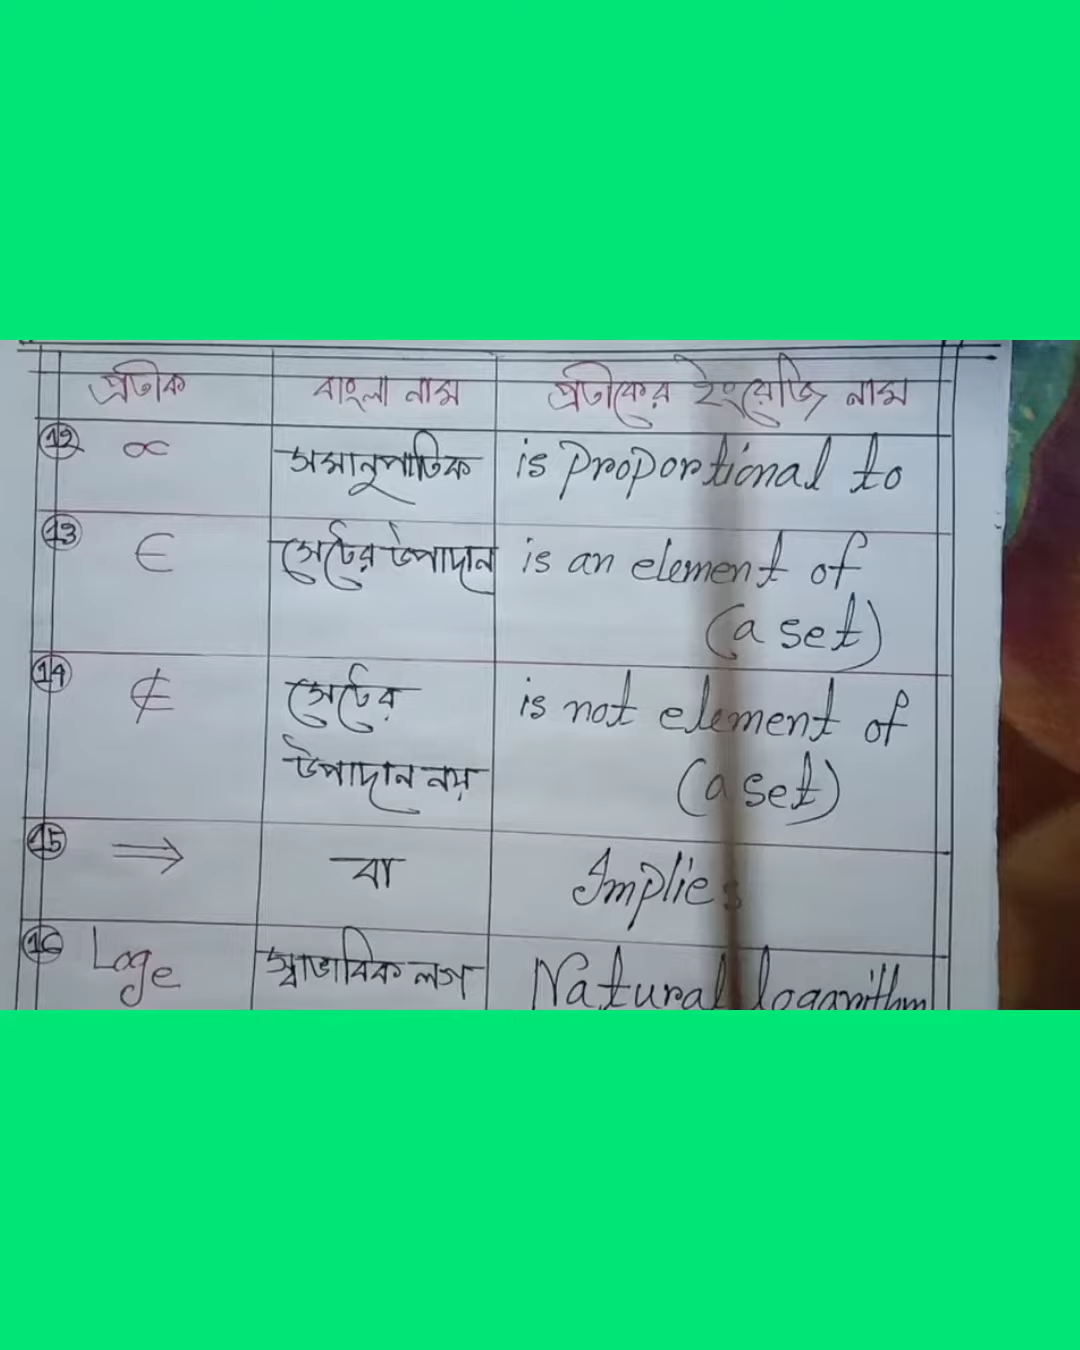 প্রতীক বাংলা নাম প্রতীকের ইংরেজি নাম
12 ∝ সমানুপাতিক is proportional to
13 ∈ সেটের উপাদান is an element of
(a set)
14 ∉ সেটের is not element of
উপাদান নয় (a set)
15 ⟹ বা Implies
16 Loge স্বাভাবিক লগ Natural logarithm